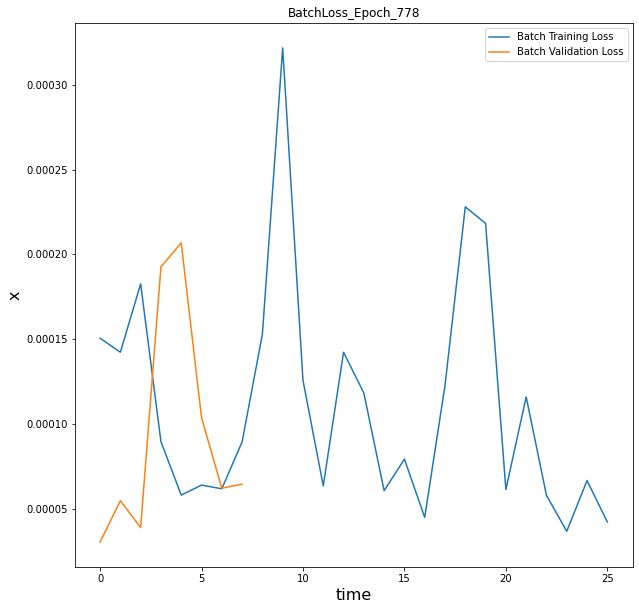 BatchLoss_Epoch_778
Batch Training Loss
Batch Validation Loss
0.00030
0.00025
0.00020
0.00015
0.00010
0.00005
x
0 5 10 15 20 25
time